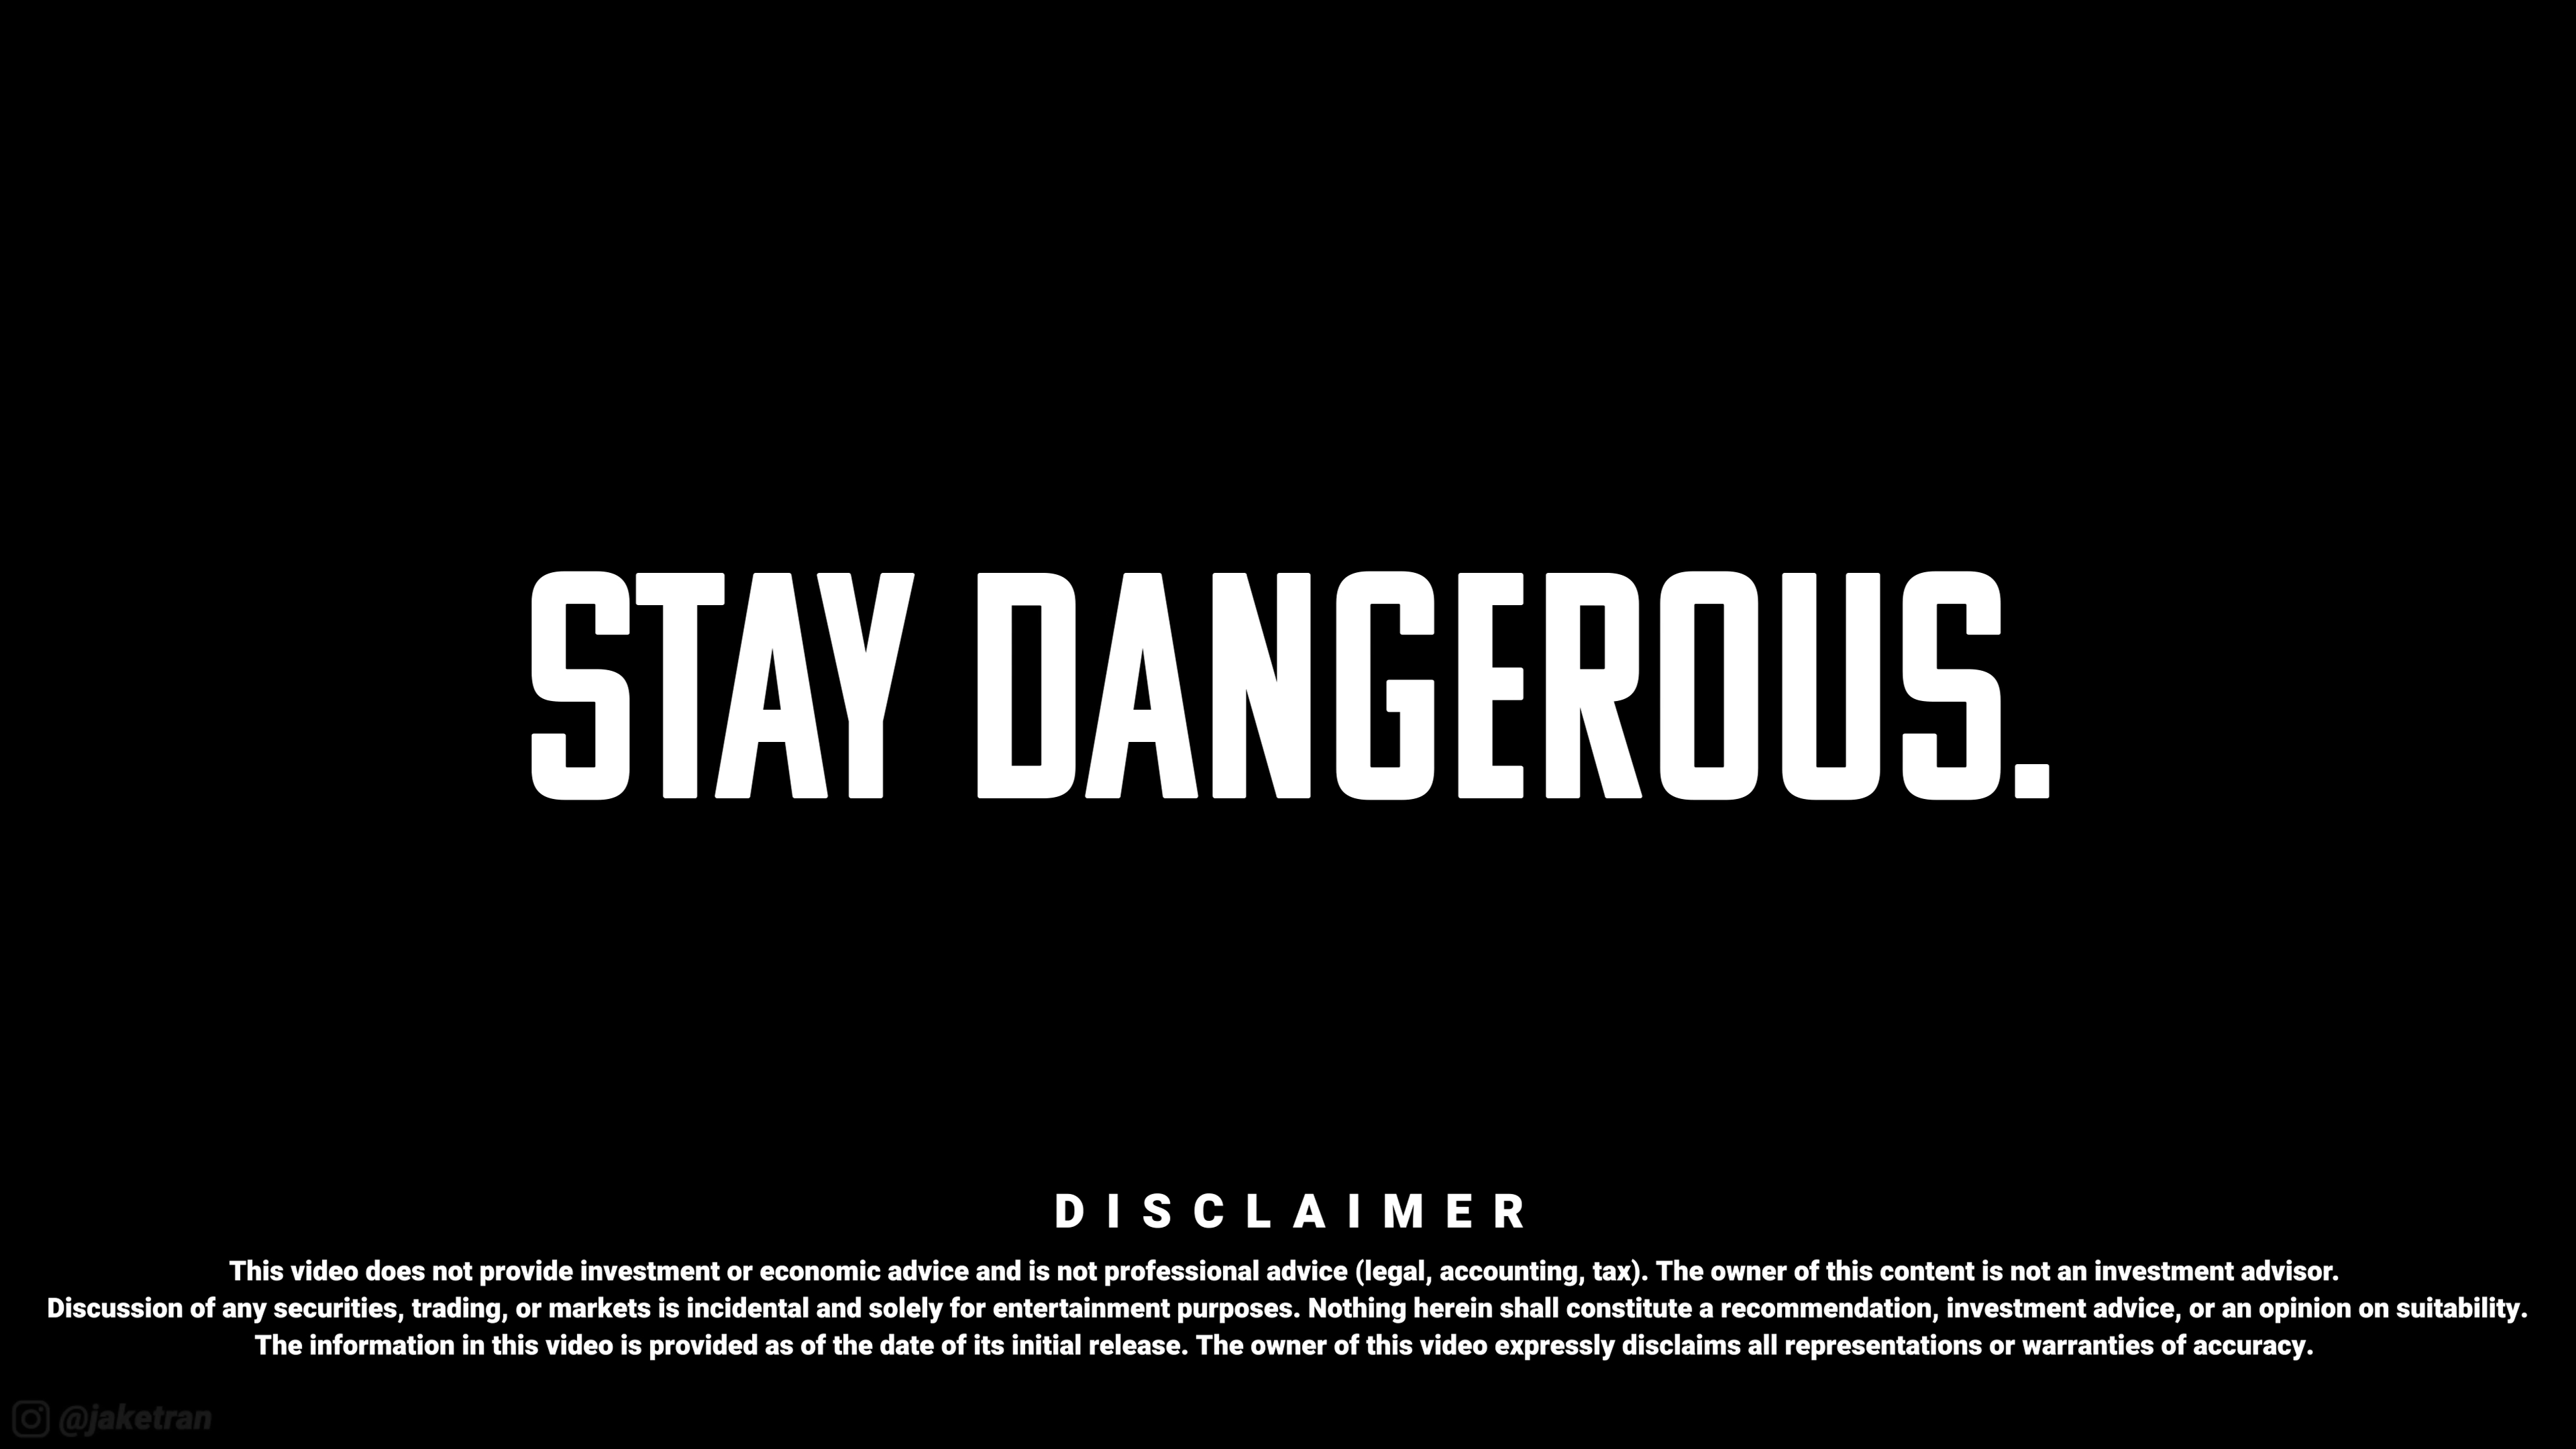 STAY DANGEROUS.
DISCLAIMER
This video does not provide investment or economic advice and is not professional advice (legal, accounting, tax). The owner of this content is not an investment advisor.
Discussion of any securities, trading, or markets is incidental and solely for entertainment purposes. Nothing herein shall constitute a recommendation, investment advice, or an opinion on suitability.
The information in this video is provided as of the date of its initial release. The owner of this video expressly disclaims all representations or warranties of accuracy.
@jaketran